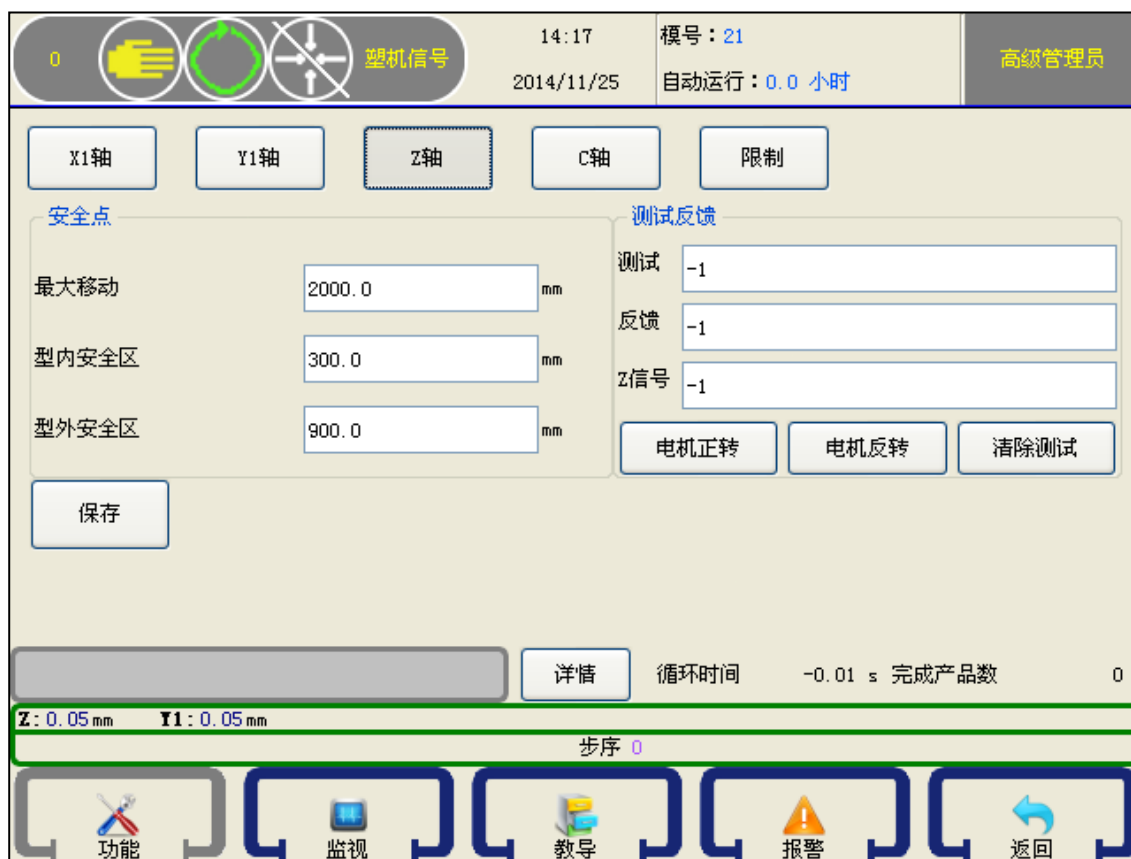 0 塑机信号 14:17 模号：21 高级管理员
2014/11/25 自动运行：0.0 小时
X1轴 Y1轴 Z轴 C轴 限制
安全点 测试反馈
最大移动 2000.0 mm
型内安全区 300.0 mm
型外安全区 900.0 mm
测试 -1
反馈 -1
Z信号 -1
电机正转 电机反转 清除测试
保存
详情 循环时间 -0.01 s 完成产品数 0
Z:0.05mm Y1:0.05mm
步序 0
功能 监视 教导 报警 返回